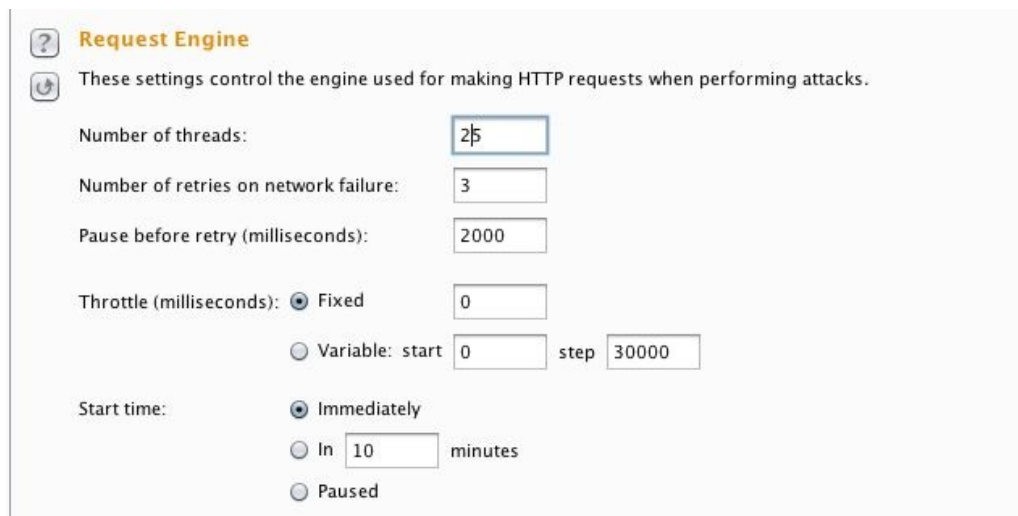 ?
Request Engine
These settings control the engine used for making HTTP requests when performing attacks.
Number of threads: 25
Number of retries on network failure: 3
Pause before retry (milliseconds): 2000
Throttle (milliseconds): Fixed 0
Variable: start 0 step 30000
Start time: Immediately
In 10 minutes
Paused